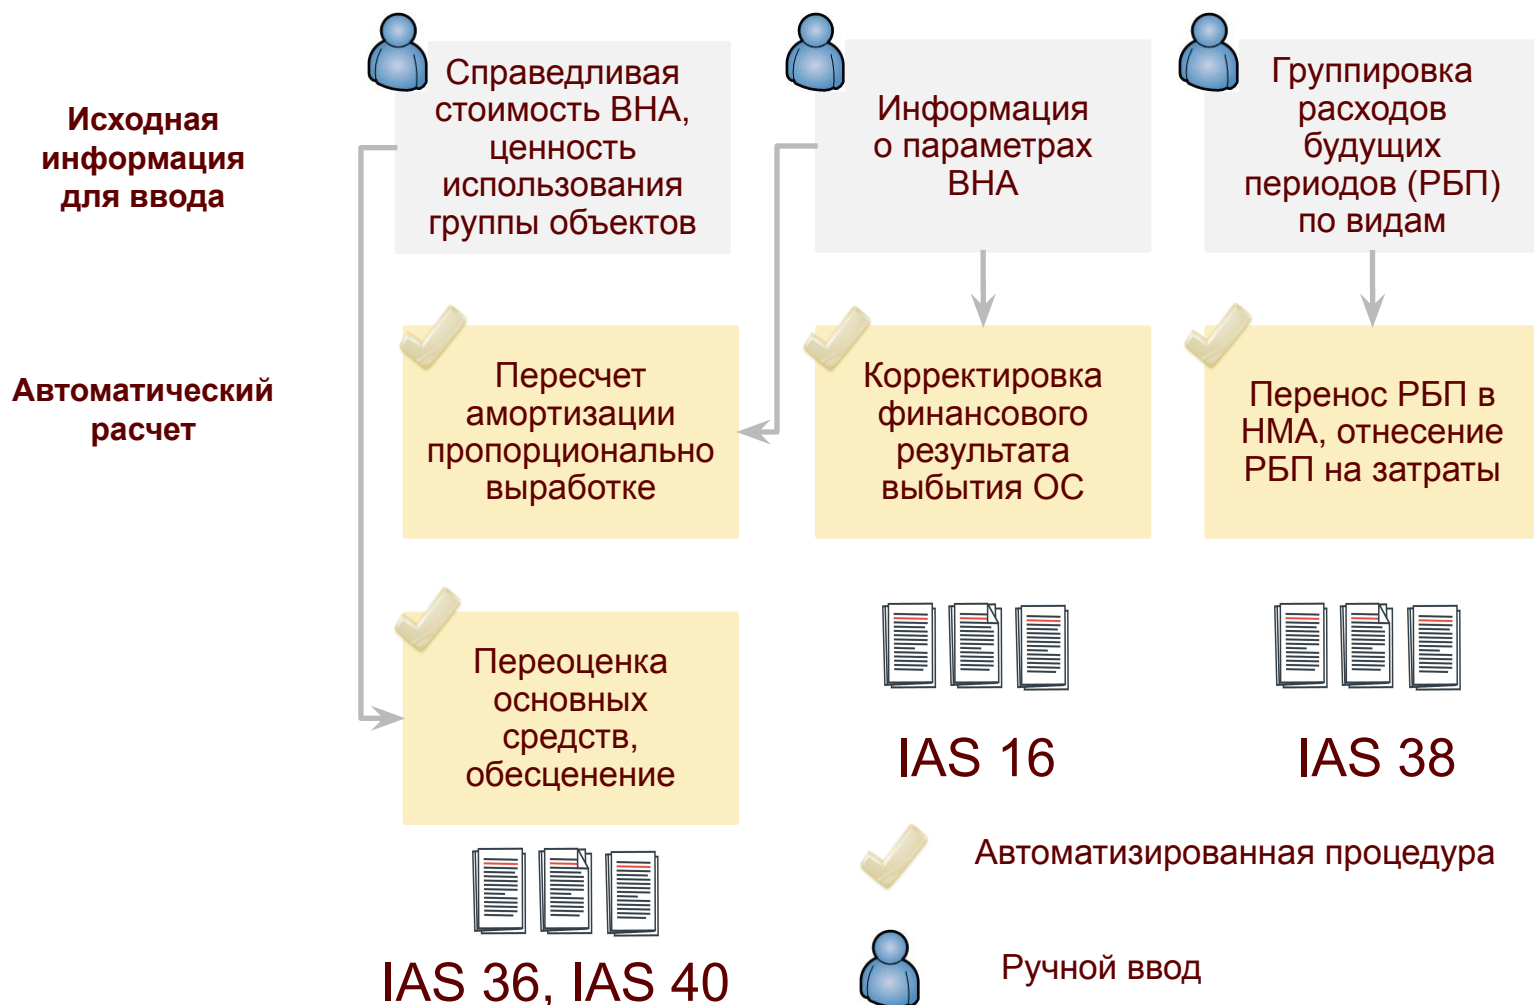 Исходная
информация
для ввода
Справедливая
стоимость ВНА,
ценность
использования
группы объектов
Информация
о параметрах
ВНА
Группировка
расходов
будущих
периодов (РБП)
по видам
Автоматический
расчет
Пересчет
амортизации
пропорционально
выработке
Корректировка
финансового
результата
выбытия ОС
Перенос РБП в
НМА, отнесение
РБП на затраты
Переоценка
основных
средств,
обесценение
IAS 16
IAS 38
IAS 36, IAS 40
Автоматизированная процедура
Ручной ввод